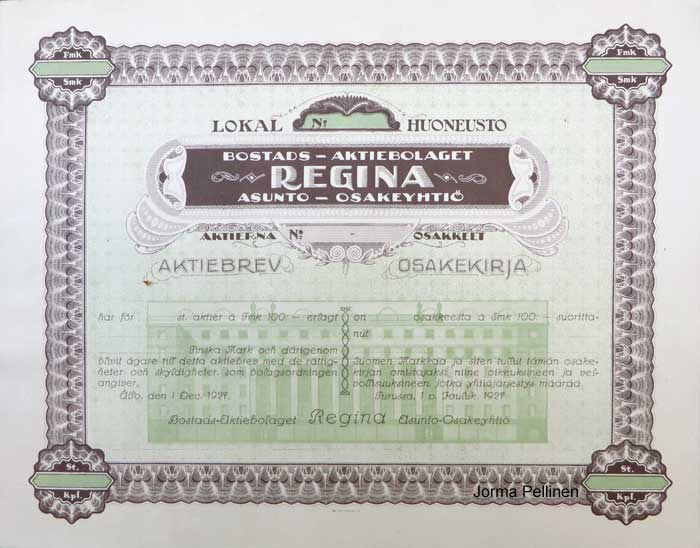 Fmk
Smk
Fmk
Smk
LOKAL No HUONEUSTO
BOSTADS – AKTIEBOLAGET
REGINA
ASUNTO – OSAKEYHTIÖ
AKTIERNA No OSAKKEET
AKTIEBREV OSAKEKIRJA
har för st. aktier à Fmk 100:– erlagt
Finska Mark och därigenom
blivit ägare till detta aktiebrev med de rättig-
heter och skyldigheter, som bolagsordningen
angiver.
Åbo, den 1 Dec. 1927.
on osakkeesta à Smk 100:– suoritta-
nut
Suomen Markkaa ja siten tullut tämän osake-
kirjan omistajaksi niine oikeuksineen ja vel-
vollisuuksineen, jotka yhtiöjärjestys määrää.
Turussa, 1 p. Jouluk. 1927.
Bostads-Aktiebolaget Regina Asunto-Osakeyhtiö
St.
Kpl.
St.
Kpl.
Jorma Pellinen